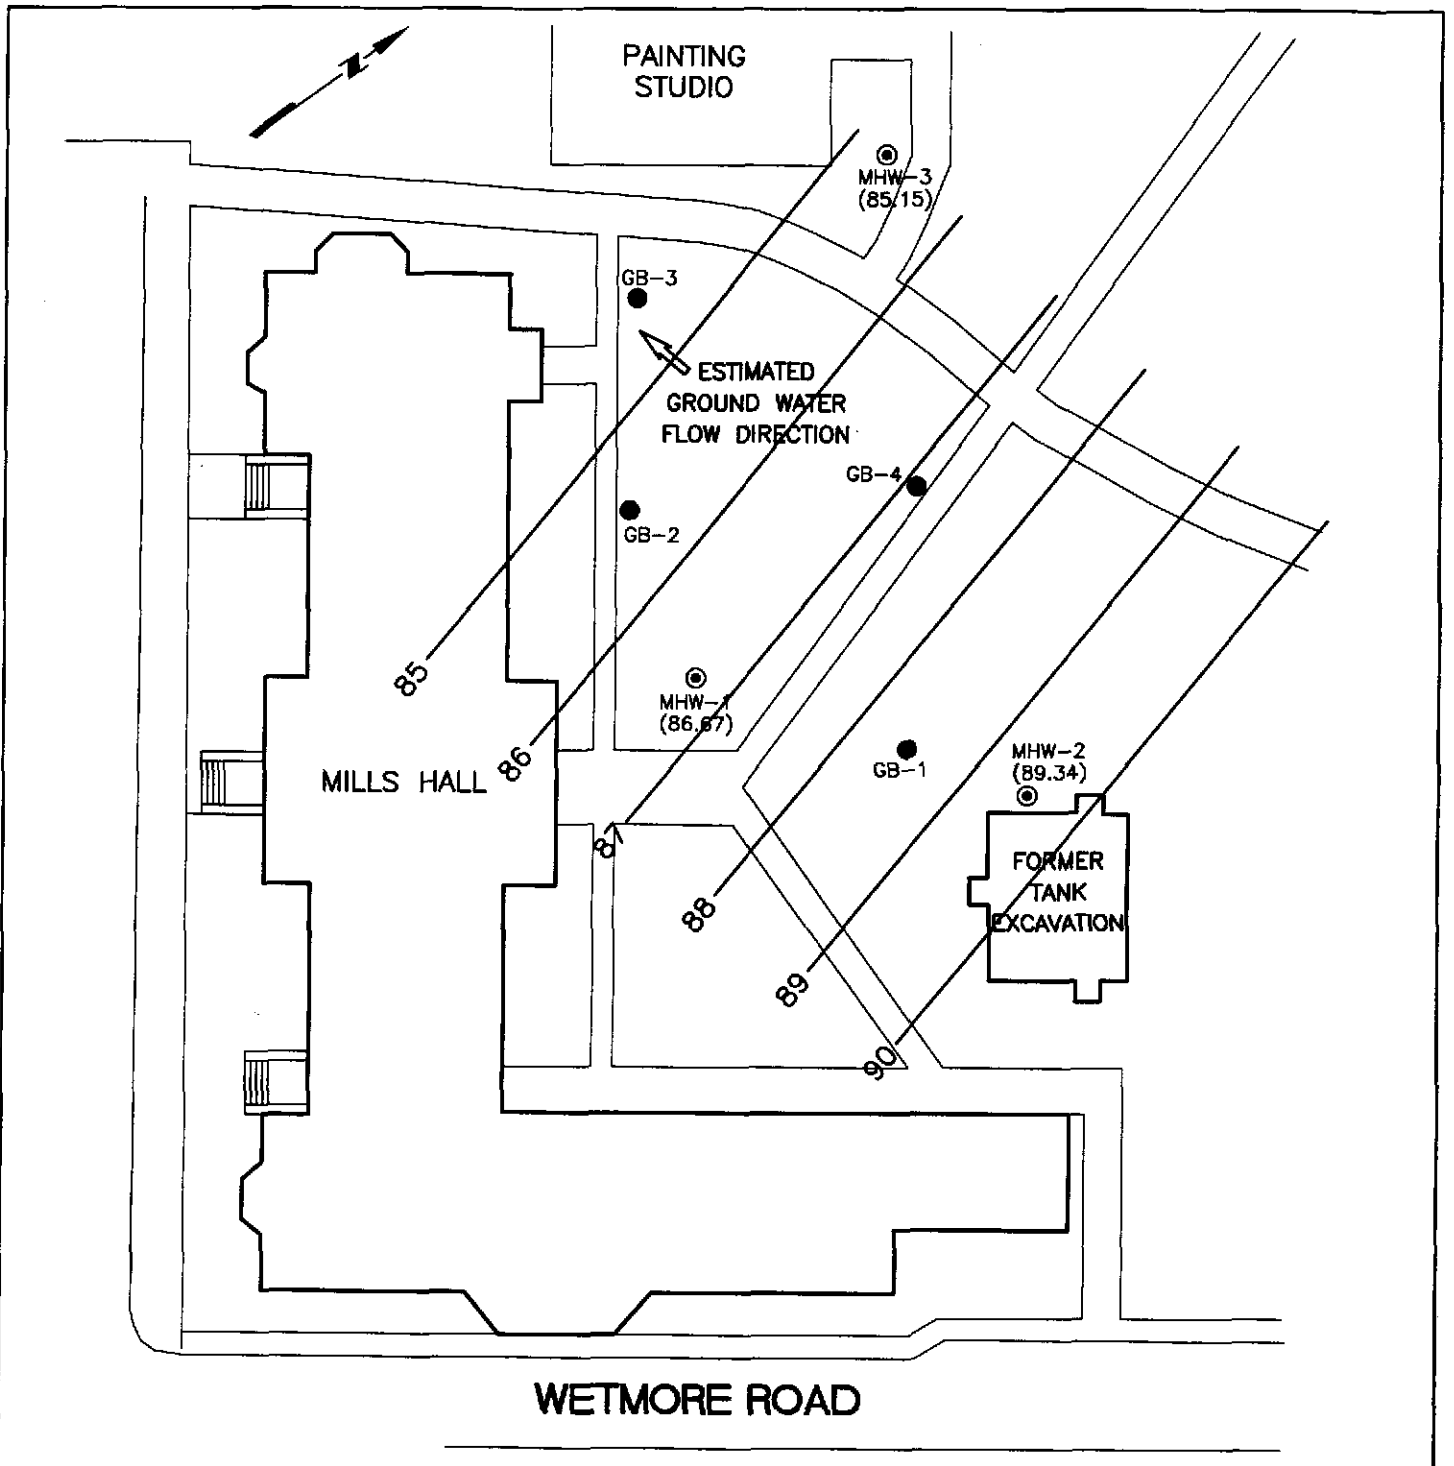 N
PAINTING
STUDIO
MHW-3
(85.15)
GB-3
ESTIMATED
GROUND WATER
FLOW DIRECTION
GB-4
GB-2
85
MHW-1
(86.67)
86
MILLS HALL
GB-1
MHW-2
(89.34)
87
88
FORMER
TANK
EXCAVATION
89
90
WETMORE ROAD